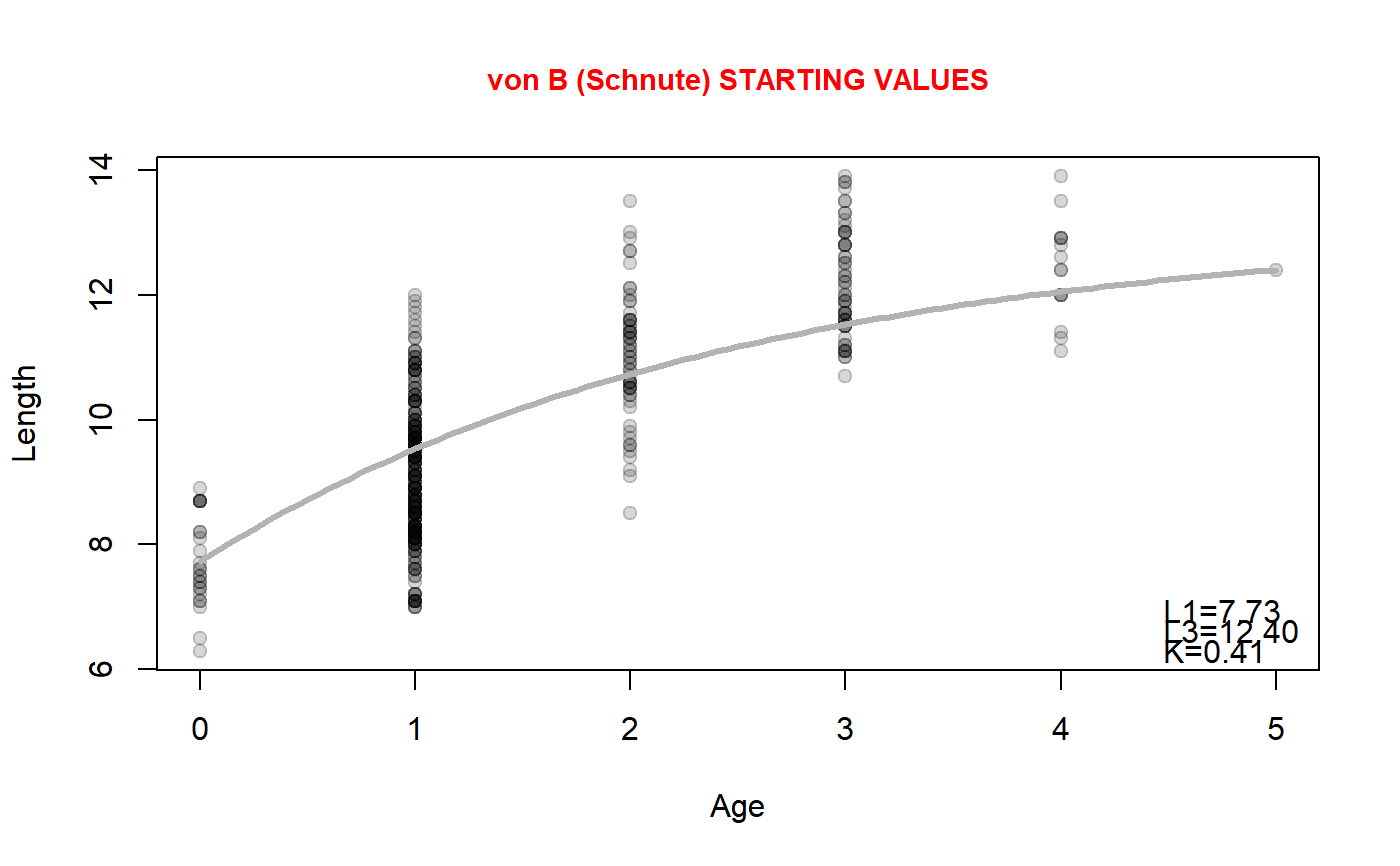 von B (Schnute) STARTING VALUES
14
12
10
8
6
Length
L1=7.73
L3=12.40
K=0.41
0 1 2 3 4 5
Age